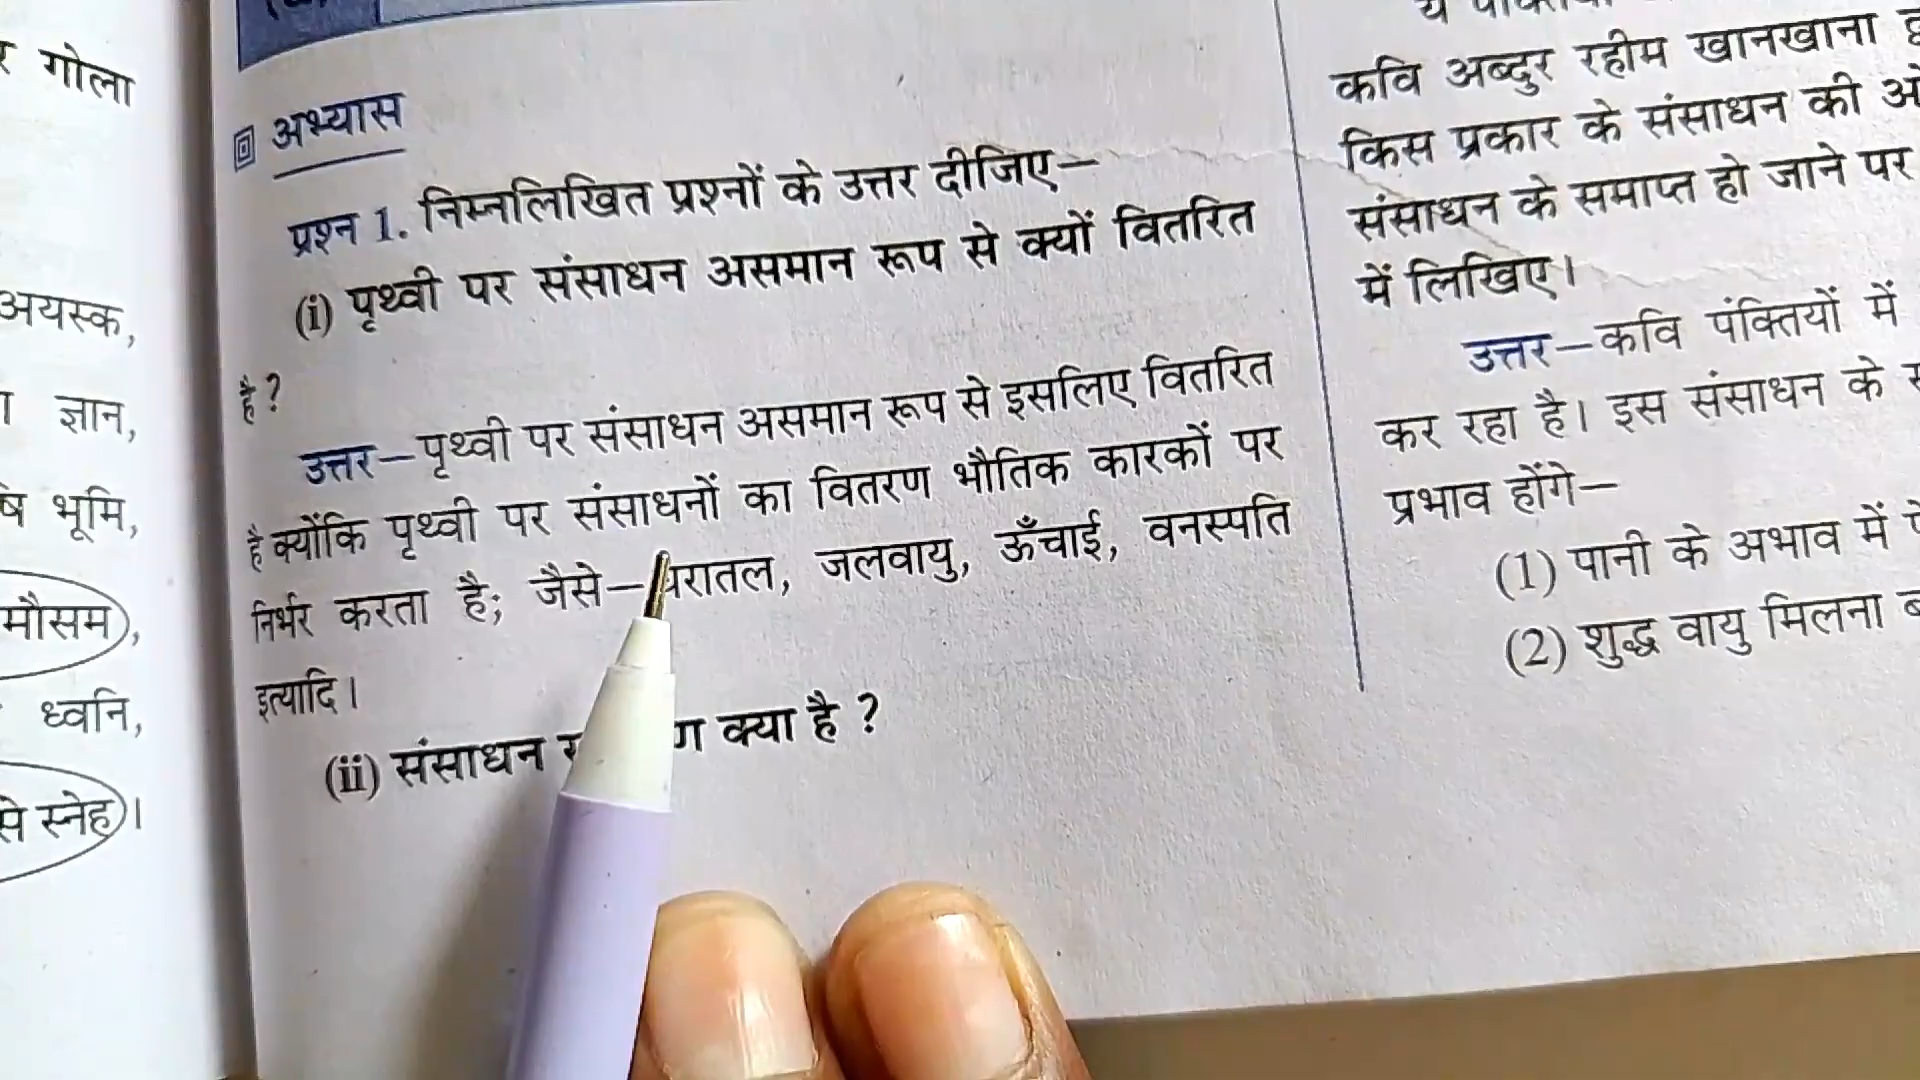 गोला
अयस्क,
ज्ञान,
भूमि,
मौसम,
ध्वनि,
से स्नेह।
अभ्यास
प्रश्न 1. निम्नलिखित प्रश्नों के उत्तर दीजिए—
(i) पृथ्वी पर संसाधन असमान रूप से क्यों वितरित
है?
उत्तर—पृथ्वी पर संसाधन असमान रूप से इसलिए वितरित
है क्योंकि पृथ्वी पर संसाधनों का वितरण भौतिक कारकों पर
निर्भर करता है; जैसे—धरातल, जलवायु, ऊँचाई, वनस्पति
इत्यादि।
(ii) संसाधन क्या है ?
कवि अब्दुर रहीम खानखाना
किस प्रकार के संसाधन की
संसाधन के समाप्त हो जाने पर
में लिखिए।
उत्तर—कवि पंक्तियों में
कर रहा है। इस संसाधन के
प्रभाव होंगे—
(1) पानी के अभाव में
(2) शुद्ध वायु मिलना